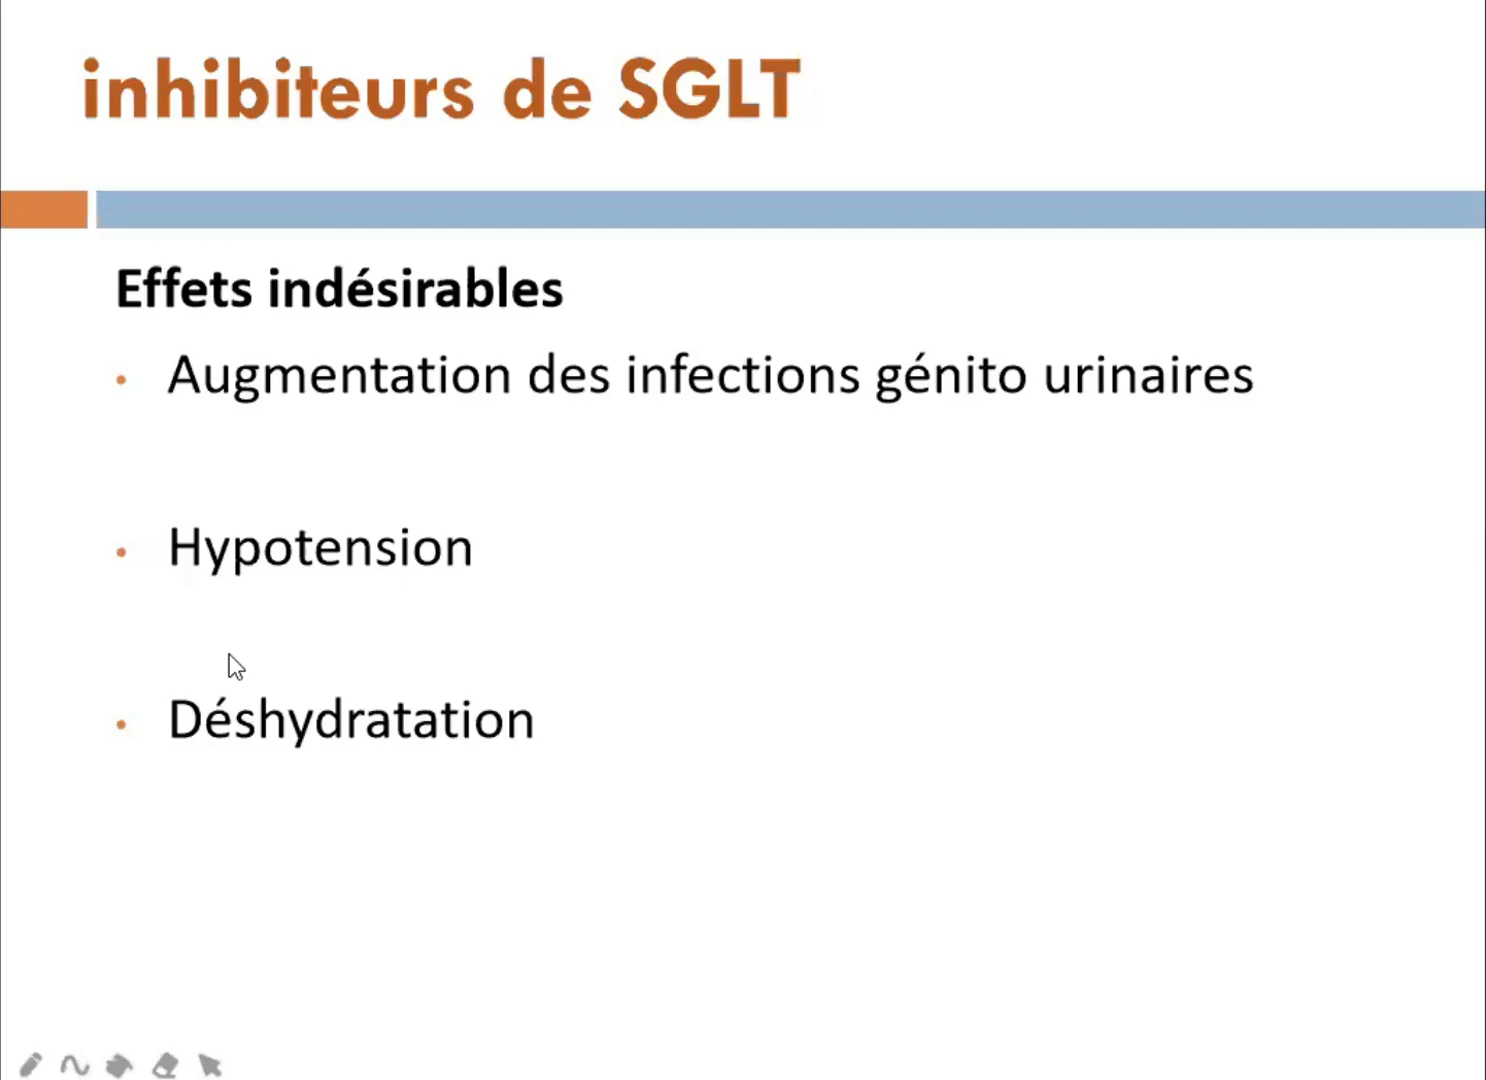 inhibiteurs de SGLT
Effets indésirables
• Augmentation des infections génito urinaires
• Hypotension
• Déshydratation